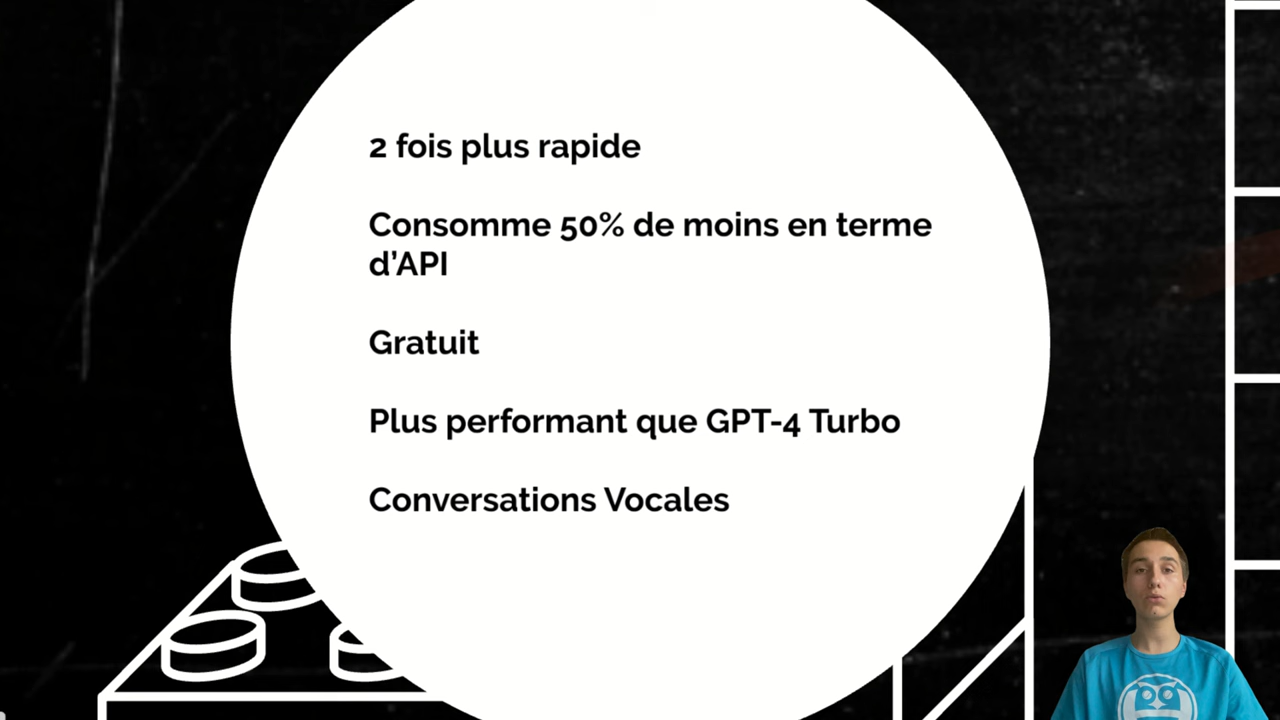 2 fois plus rapide
Consomme 50% de moins en terme
d’API
Gratuit
Plus performant que GPT-4 Turbo
Conversations Vocales